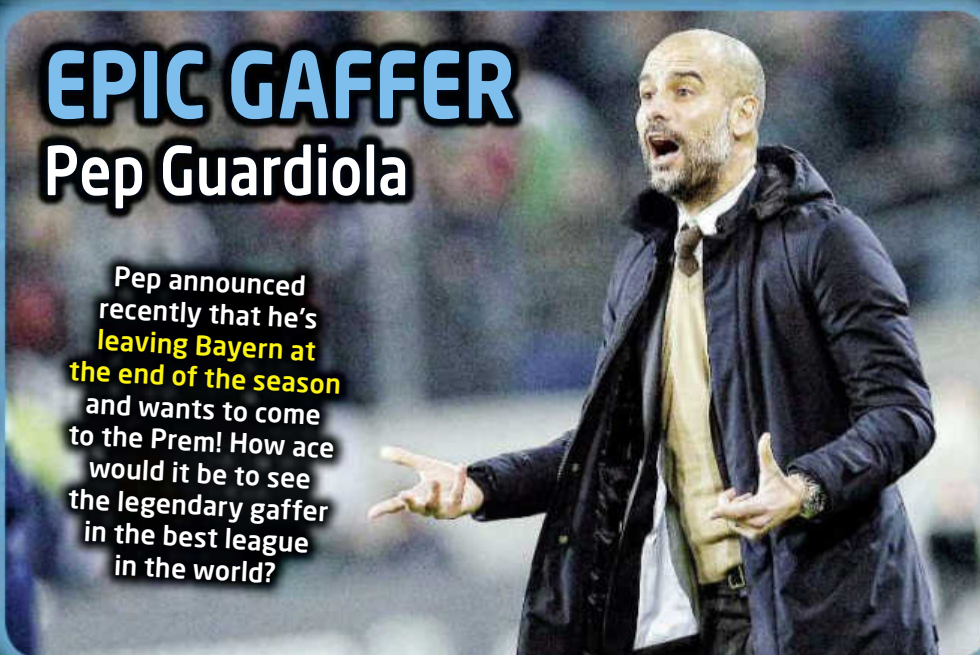 EPIC GAFFER
Pep Guardiola
Pep announced
recently that he's
leaving Bayern at
the end of the season
and wants to come
to the Prem! How ace
would it be to see
the legendary gaffer
in the best league
in the world?